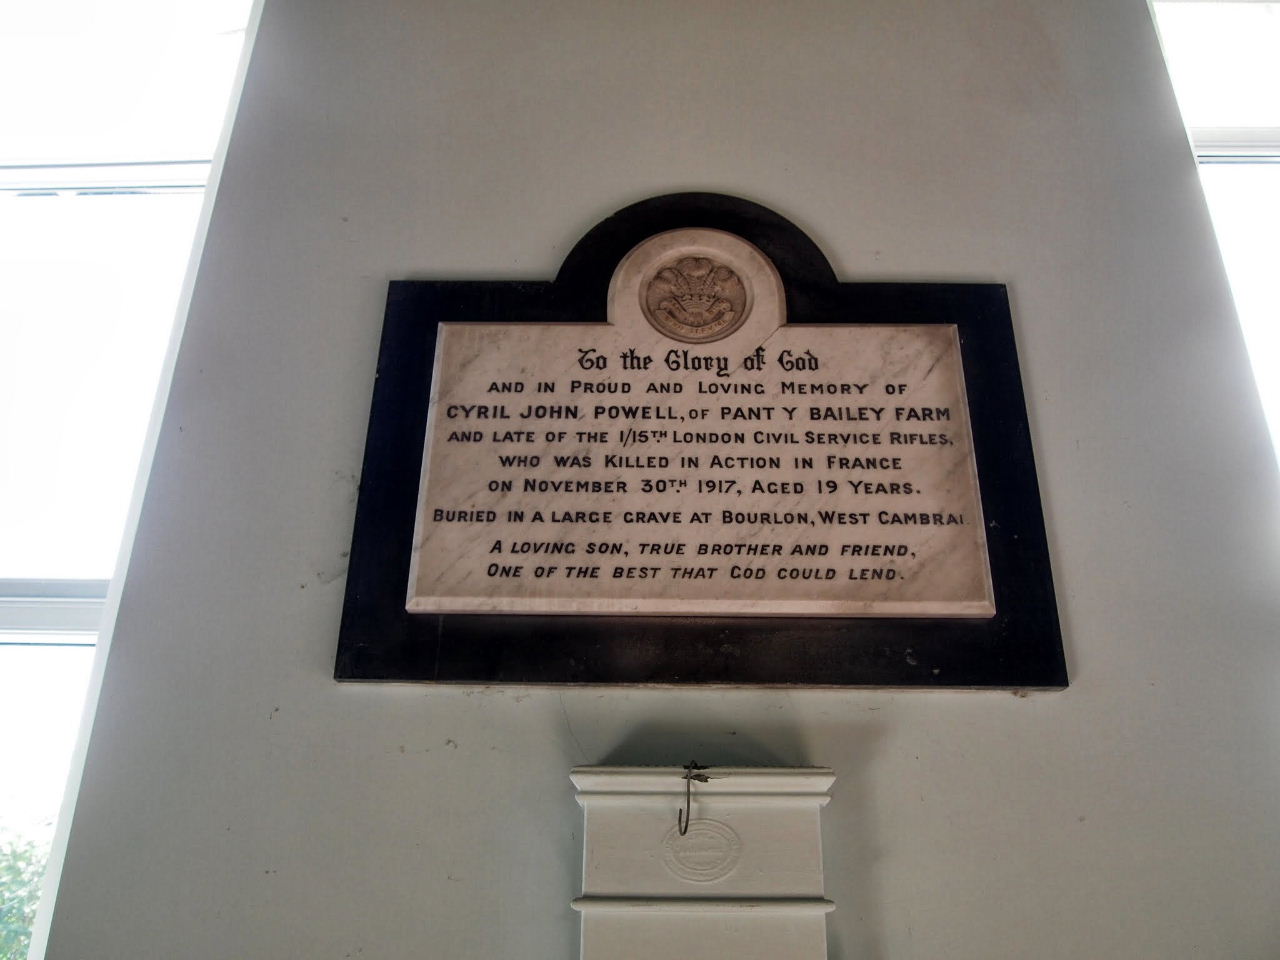 To the Glory of God
AND IN PROUD AND LOVING MEMORY OF
CYRIL JOHN POWELL, OF PANT Y BAILEY FARM
AND LATE OF THE 1/15TH. LONDON CIVIL SERVICE RIFLES,
WHO WAS KILLED IN ACTION IN FRANCE
ON NOVEMBER 30TH. 1917, AGED 19 YEARS.
BURIED IN A LARGE GRAVE AT BOURLON, WEST CAMBRAI.
A LOVING SON, TRUE BROTHER AND FRIEND,
ONE OF THE BEST THAT GOD COULD LEND.